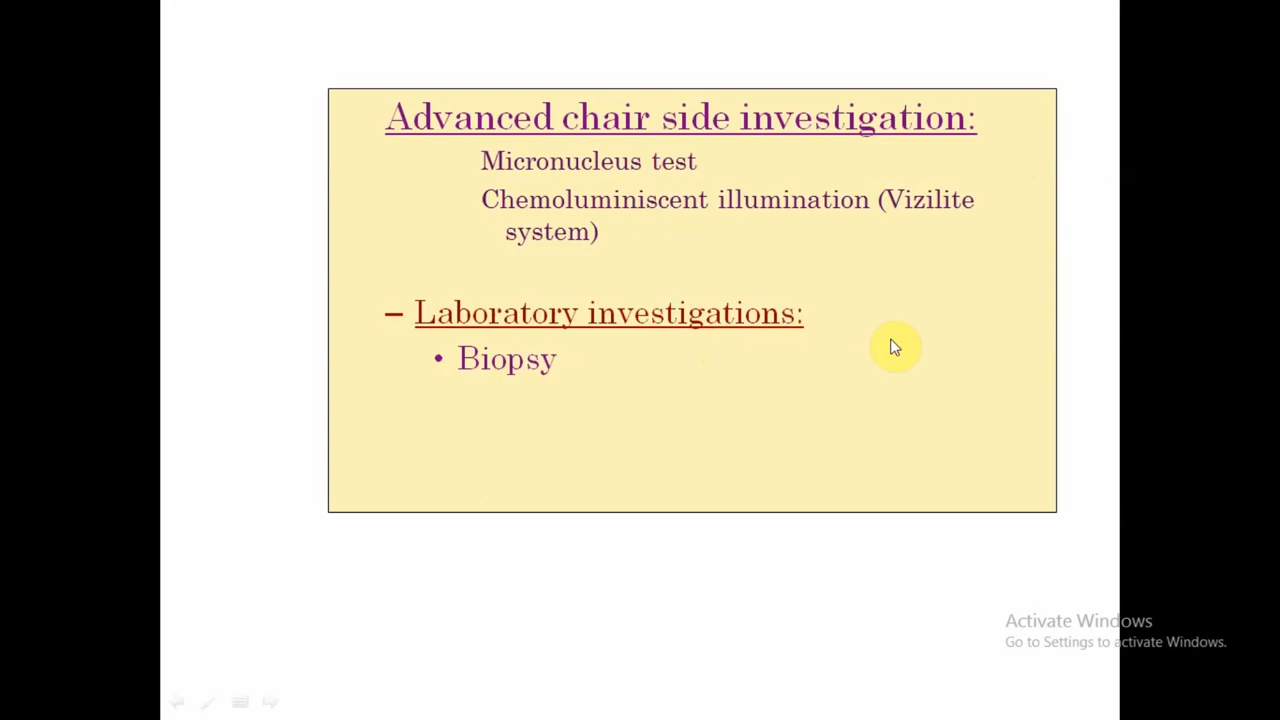 Advanced chair side investigation:
Micronucleus test
Chemoluminiscent illumination (Vizilite
system)
– Laboratory investigations:
• Biopsy
Activate Windows
Go to Settings to activate Windows.